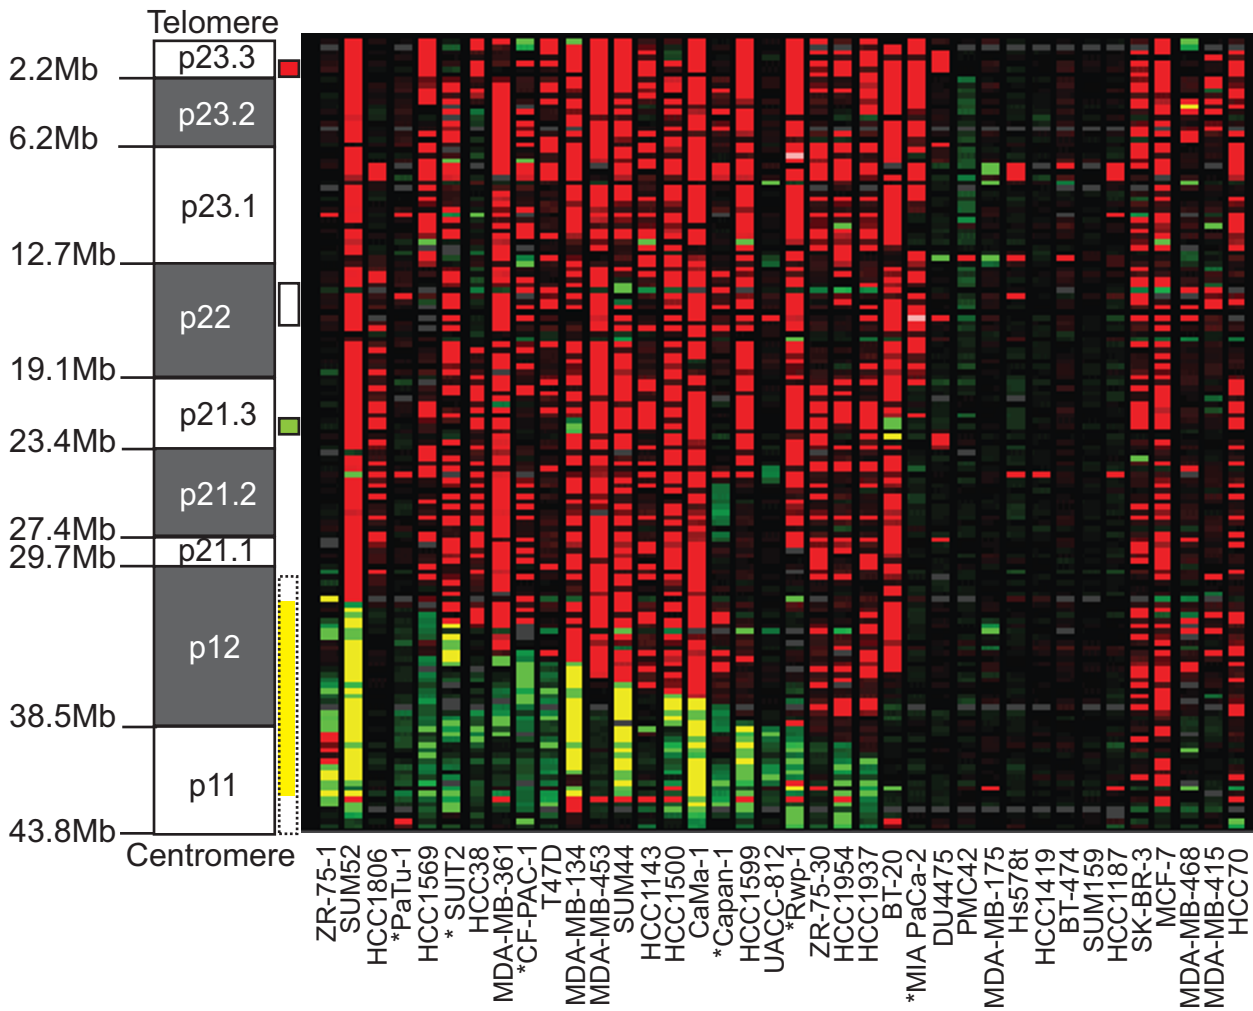 Telomere
p23.3
2.2Mb
p23.2
6.2Mb
p23.1
12.7Mb
p22
19.1Mb
p21.3
23.4Mb
p21.2
27.4Mb
p21.1
29.7Mb
p12
38.5Mb
p11
43.8Mb
Centromere
ZR-75-1
SUM52
HCC1806
*PaTu-1
HCC1569
* SUIT2
HCC38
MDA-MB-361
*CF-PAC-1
T47D
MDA-MB-134
MDA-MB-453
SUM44
HCC1143
HCC1500
CaMa-1
*Capan-1
HCC1599
UACC-812
*Rwp-1
ZR-75-30
HCC1954
HCC1937
BT-20
*MIA PaCa-2
DU4475
PMC42
MDA-MB-175
Hs578t
HCC1419
BT-474
SUM159
HCC1187
SK-BR-3
MCF-7
MDA-MB-468
MDA-MB-415
HCC70